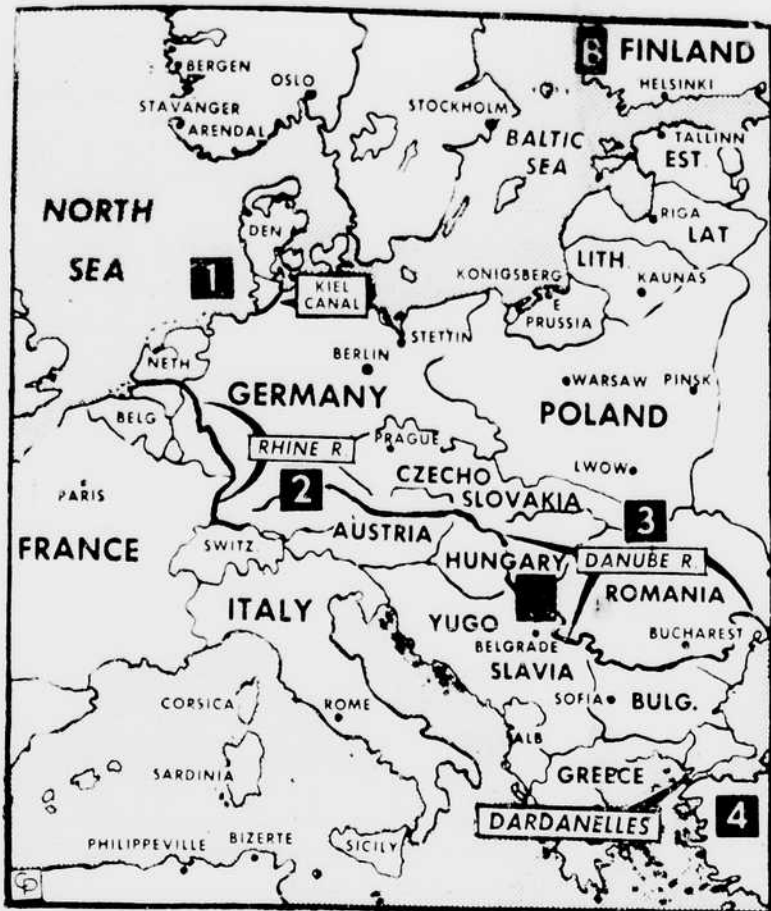 B FINLAND
BERGEN
OSLO
HELSINKI
STAVANGER
STOCKHOLM
ARENDAL
BALTIC
SEA
TALLINN
EST.
NORTH
SEA
DEN
RIGA
LAT
LITH.
1
KIEL
CANAL
KONIGSBERG
KAUNAS
E
PRUSSIA
STETTIN
NETH
BERLIN
GERMANY
WARSAW
PINSK
POLAND
BELG
RHINE R.
PRAGUE
LWOW
CZECHO
SLOVAKIA
PARIS
2
3
AUSTRIA
FRANCE
SWITZ.
HUNGARY
DANUBE R.
ROMANIA
ITALY
YUGO
SLAVIA
BELGRADE
BUCHAREST
CORSICA
ROME
SOFIA
BULG.
ALB
SARDINIA
GREECE
DARDANELLES
4
PHILIPPEVILLE
BIZERTE
SICILY
CP